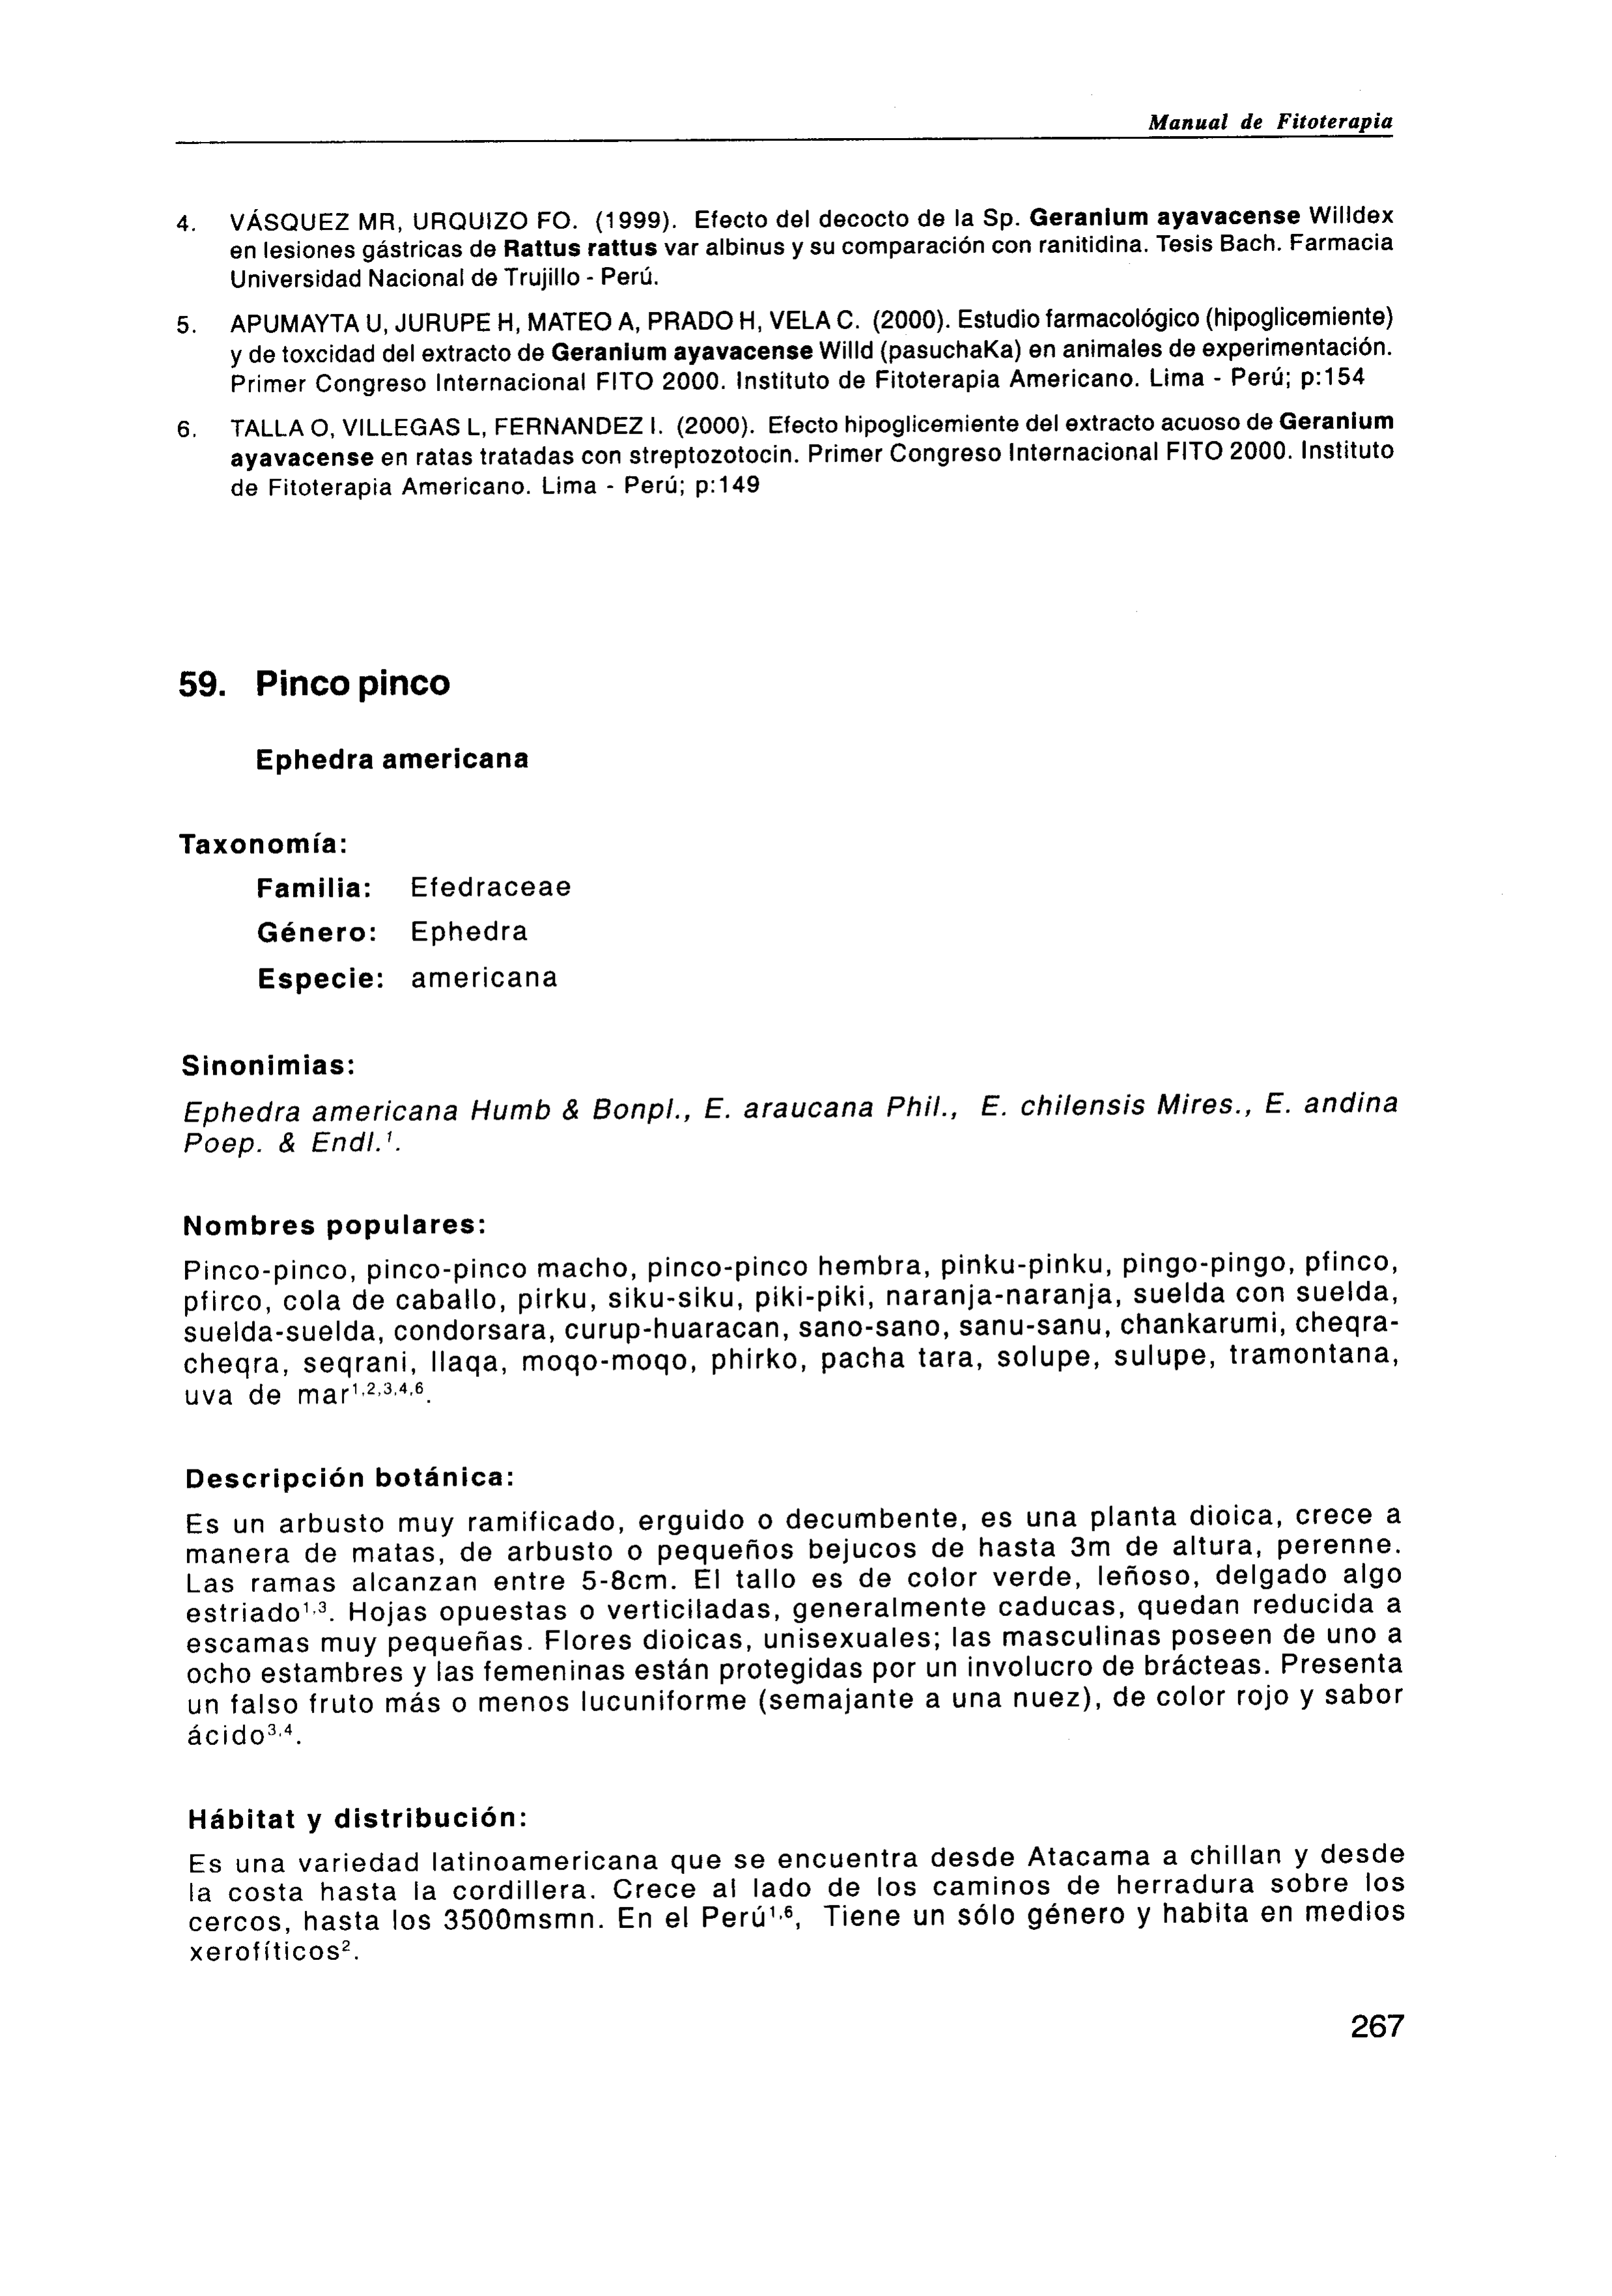 Manual de Fitoterapia
4. VÁSQUEZ MR, URQUIZO FO. (1999). Efecto del decocto de la Sp. Geranium ayavacense Willdex
en lesiones gástricas de Rattus rattus var albinus y su comparación con ranitidina. Tesis Bach. Farmacia
Universidad Nacional de Trujillo - Perú.
5. APUMAYTA U, JURUPE H, MATEO A, PRADO H, VELA C. (2000). Estudio farmacológico (hipoglicemiente)
y de toxcidad del extracto de Geranium ayavacense Willd (pasuchaKa) en animales de experimentación.
Primer Congreso Internacional FITO 2000. Instituto de Fitoterapia Americano. Lima - Perú; p:154
6. TALLA O, VILLEGAS L, FERNANDEZ I. (2000). Efecto hipoglicemiente del extracto acuoso de Geranium
ayavacense en ratas tratadas con streptozotocin. Primer Congreso Internacional FITO 2000. Instituto
de Fitoterapia Americano. Lima - Perú; p:149
59. Pinco pinco
Ephedra americana
Taxonomía:
Familia: Efedraceae
Género: Ephedra
Especie: americana
Sinonimias:
Ephedra americana Humb & Bonpl., E. araucana Phil., E. chilensis Mires., E. andina
Poep. & Endl.¹.
Nombres populares:
Pinco-pinco, pinco-pinco macho, pinco-pinco hembra, pinku-pinku, pingo-pingo, pfinco,
pfirco, cola de caballo, pirku, siku-siku, piki-piki, naranja-naranja, suelda con suelda,
suelda-suelda, condorsara, curup-huaracan, sano-sano, sanu-sanu, chankarumi, cheqra-
cheqra, seqrani, llaqa, moqo-moqo, phirko, pacha tara, solupe, sulupe, tramontana,
uva de mar¹,²,³,⁴,⁶.
Descripción botánica:
Es un arbusto muy ramificado, erguido o decumbente, es una planta dioica, crece a
manera de matas, de arbusto o pequeños bejucos de hasta 3m de altura, perenne.
Las ramas alcanzan entre 5-8cm. El tallo es de color verde, leñoso, delgado algo
estriado¹,³. Hojas opuestas o verticiladas, generalmente caducas, quedan reducida a
escamas muy pequeñas. Flores dioicas, unisexuales; las masculinas poseen de uno a
ocho estambres y las femeninas están protegidas por un involucro de brácteas. Presenta
un falso fruto más o menos lucuniforme (semajante a una nuez), de color rojo y sabor
ácido³,⁴.
Hábitat y distribución:
Es una variedad latinoamericana que se encuentra desde Atacama a chillan y desde
la costa hasta la cordillera. Crece al lado de los caminos de herradura sobre los
cercos, hasta los 3500msmn. En el Perú¹,⁶, Tiene un sólo género y habita en medios
xerofíticos².
267